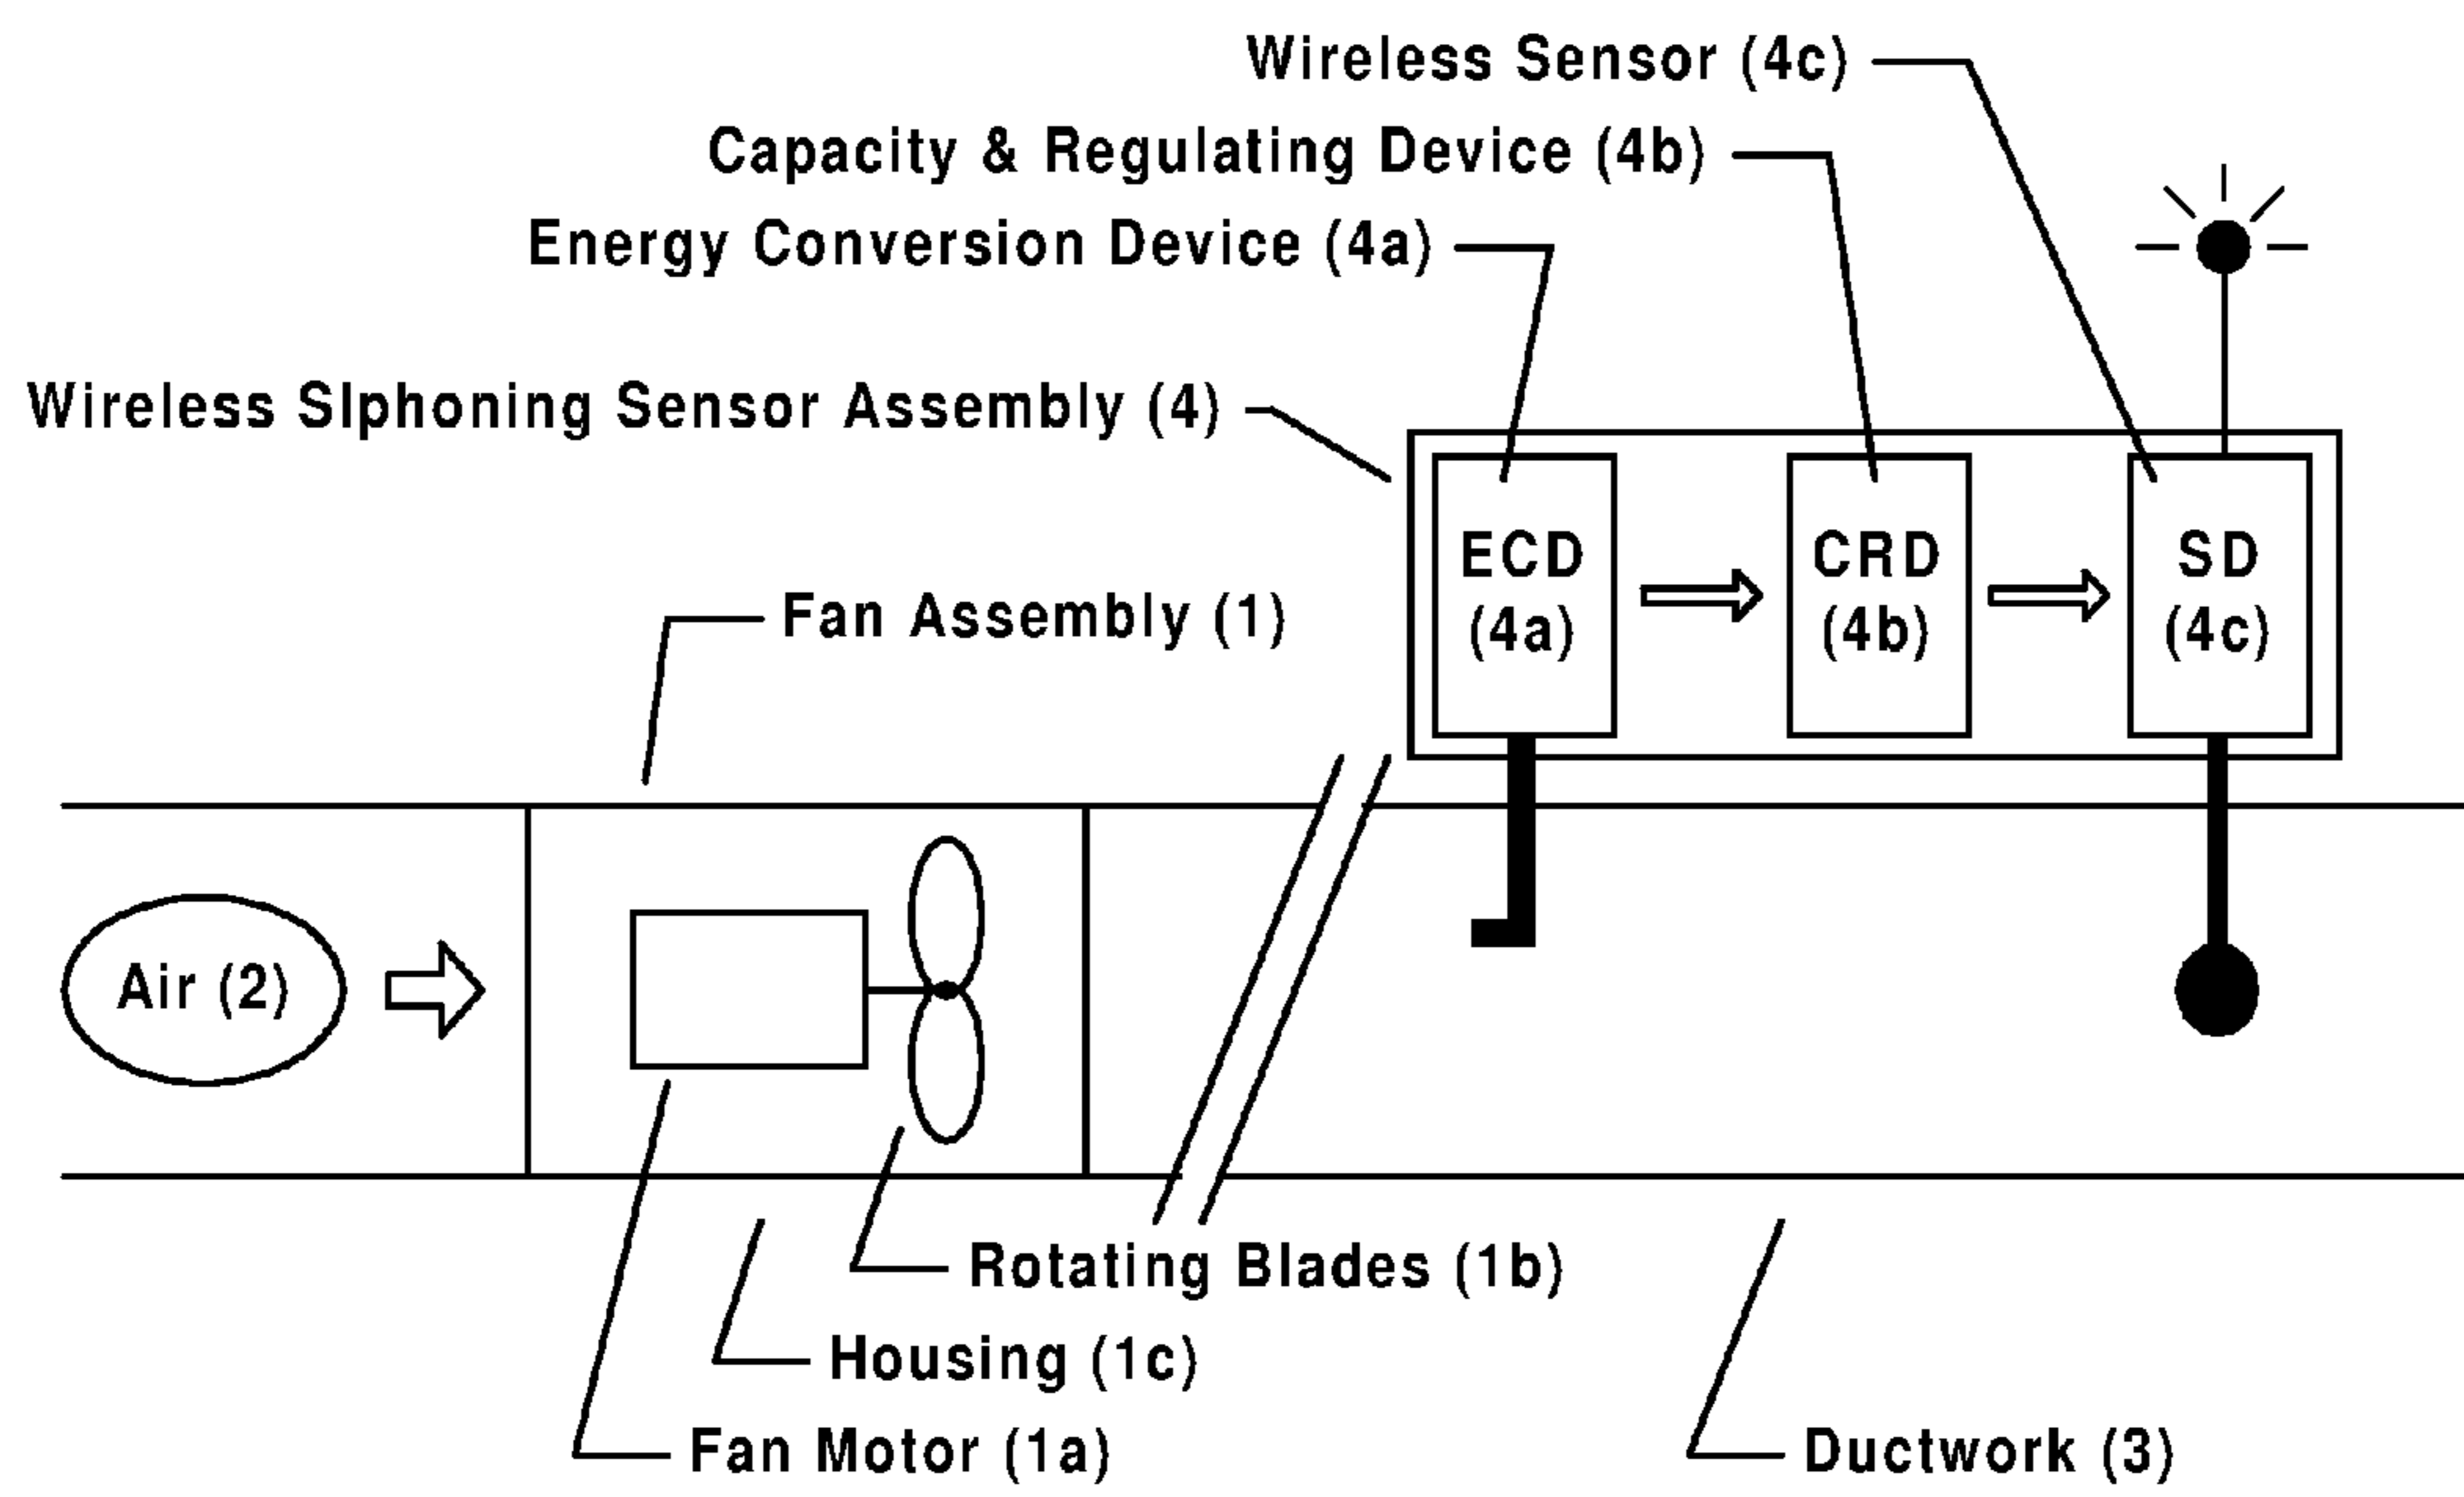 Wireless Sensor (4c)
Capacity & Regulating Device (4b)
Energy Conversion Device (4a)
Wireless SIphoning Sensor Assembly (4)
ECD
(4a)
CRD
(4b)
SD
(4c)
Fan Assembly (1)
Air (2)
Rotating Blades (1b)
Housing (1c)
Fan Motor (1a)
Ductwork (3)